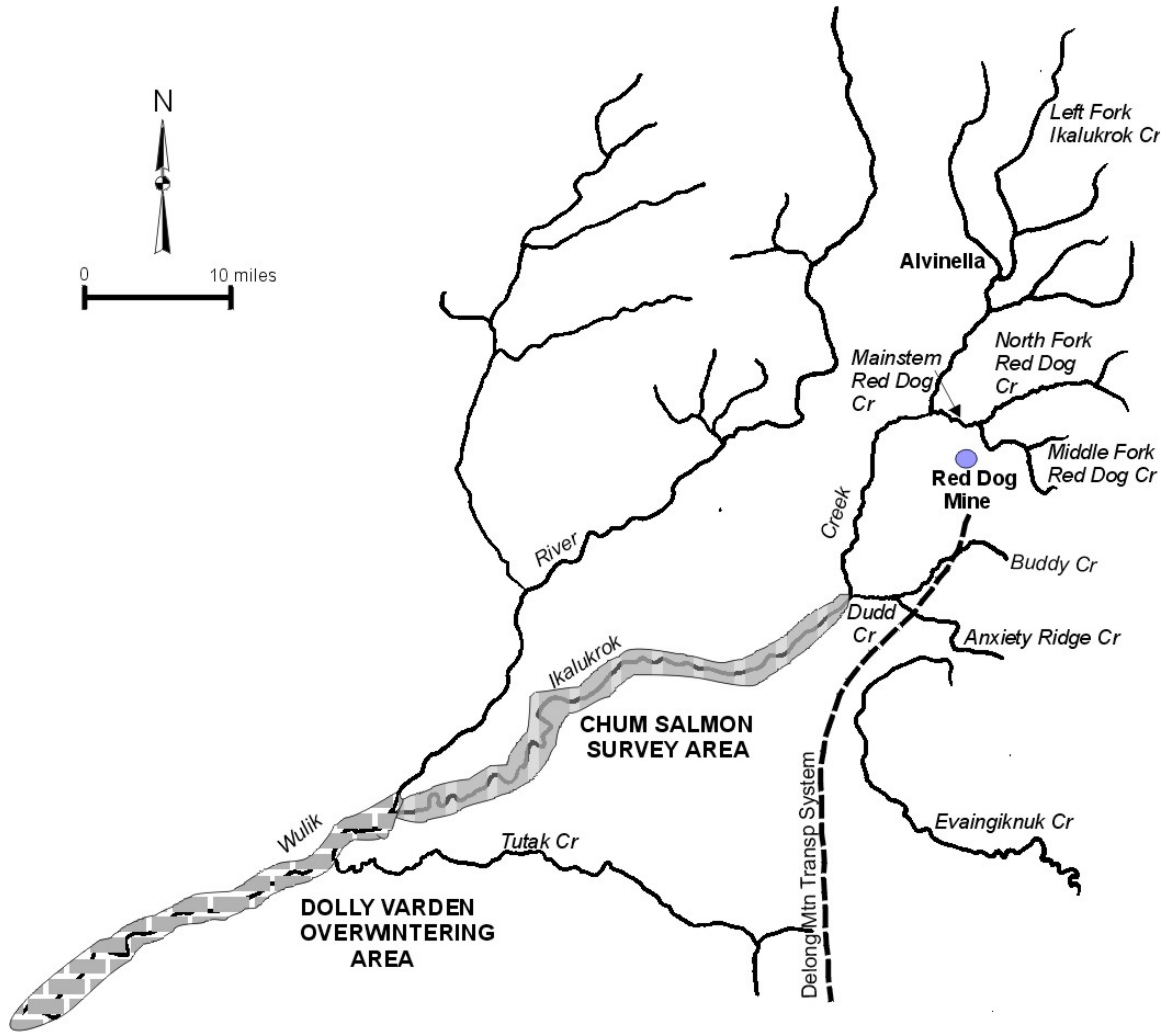 N
0 10 miles
Left Fork
Ikalukrok Cr
Alvinella
North Fork
Red Dog
Cr
Mainstem
Red Dog
Cr
Middle Fork
Red Dog Cr
Red Dog
Mine
Creek
River
Buddy Cr
Dudd
Cr
Anxiety Ridge Cr
Ikalukrok
CHUM SALMON
SURVEY AREA
Delong Mtn Transp System
Evaingiknuk Cr
Wulik
Tutak Cr
DOLLY VARDEN
OVERWINTERING
AREA